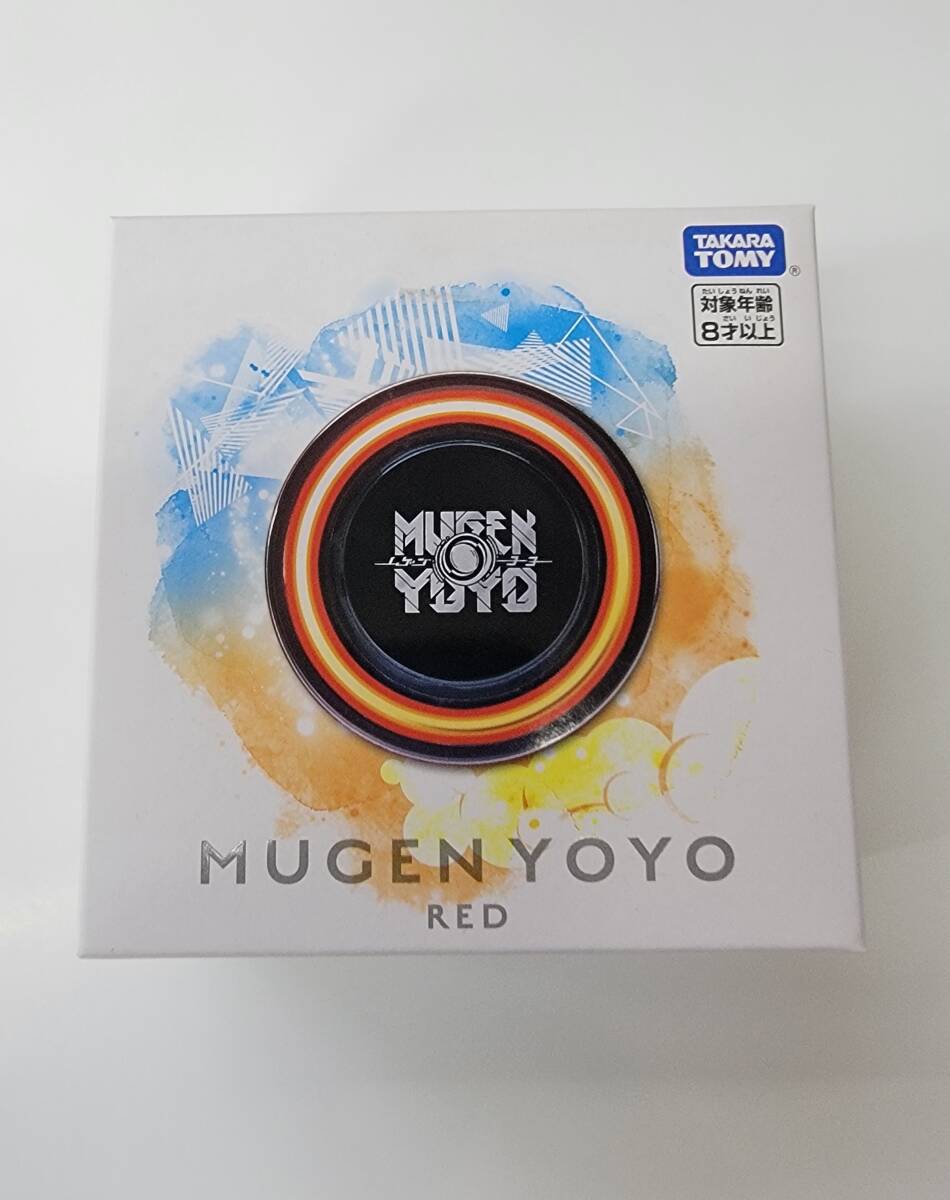 TAKARA
TOMY
®
たいしょうねんれい
対象年齢
さいいじょう
8才以上
MUGEN
ムゲン ヨーヨー
YOYO
MUGEN YOYO
RED